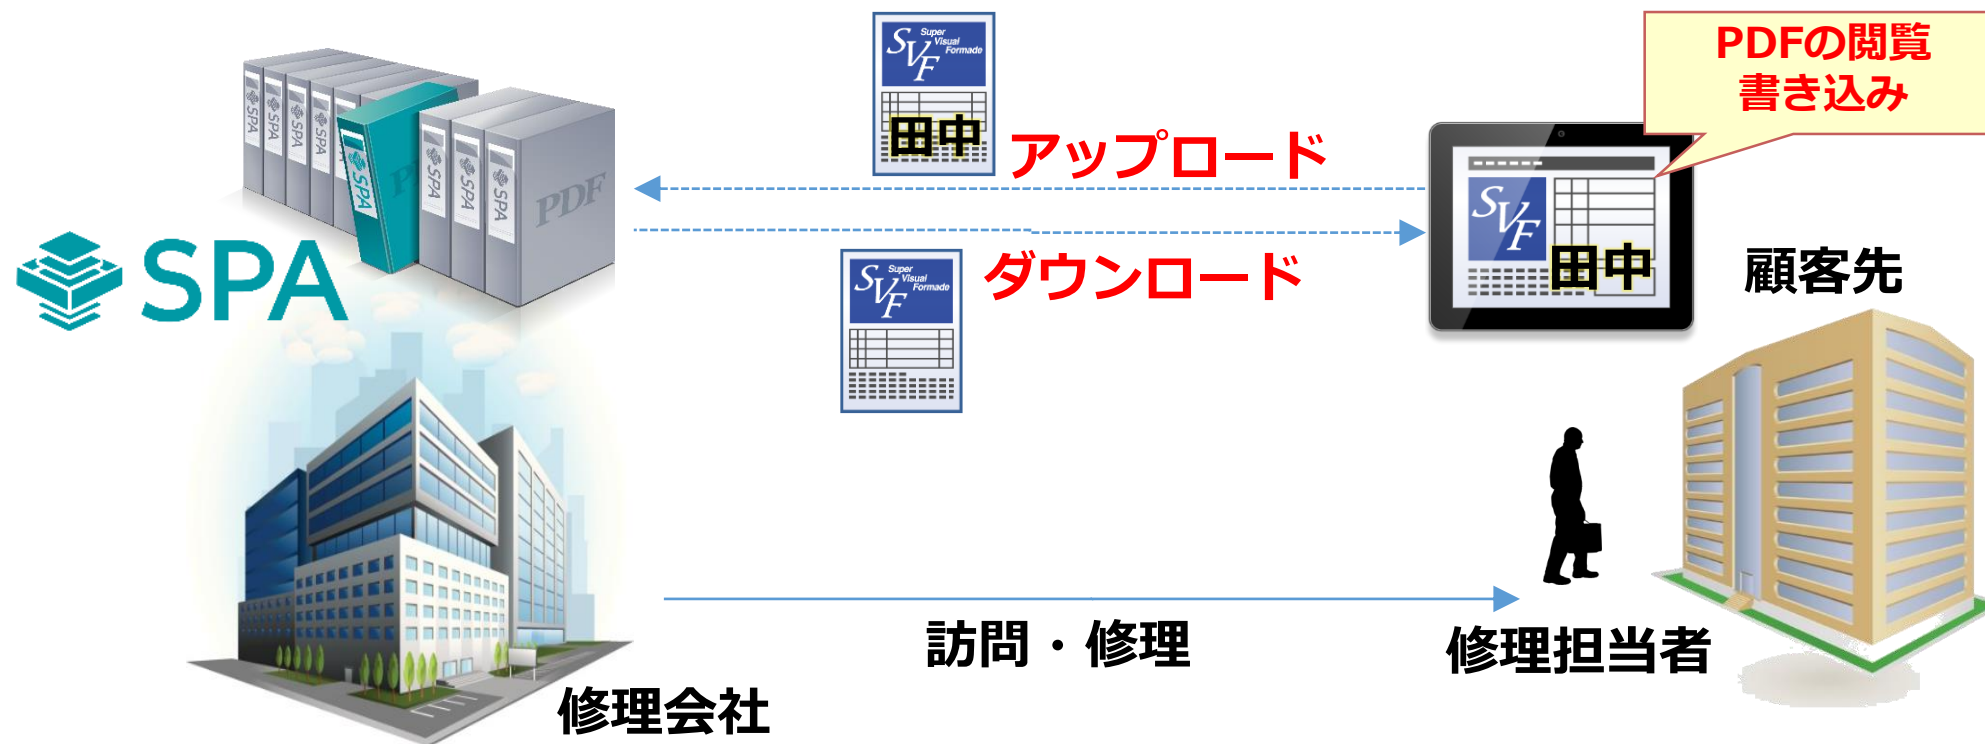 SPA
SPA
SPA
SPA
SPA
SPA
SPA
SPA
PDF
SPA
Super
Visual
Formade
SVF
田中
アップロード
ダウンロード
Super
Visual
Formade
SVF
PDFの閲覧
書き込み
SVF
田中
顧客先
訪問・修理
修理担当者
修理会社